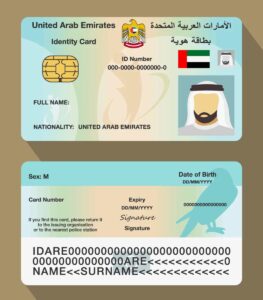 United Arab Emirates
الأمارات العربية المتحدة
Identity Card
بطاقة هوية
ID Number
000-0000-0000000-0
FULL NAME:
NATIONALITY: UNITED ARAB EMIRATES
Sex: M
Date of Birth
DD/MM/YYYY
Card Number
Expiry
DD/MM/YYYY
If you find this card, please return it
to the issuing organisation
or to the nearest police station
Signature
Signature
IDARE0000000000000000000000000
00000000000000ARE<<<<<<<<<<<0
NAME<<SURNAME<<<<<<<<<<<<<